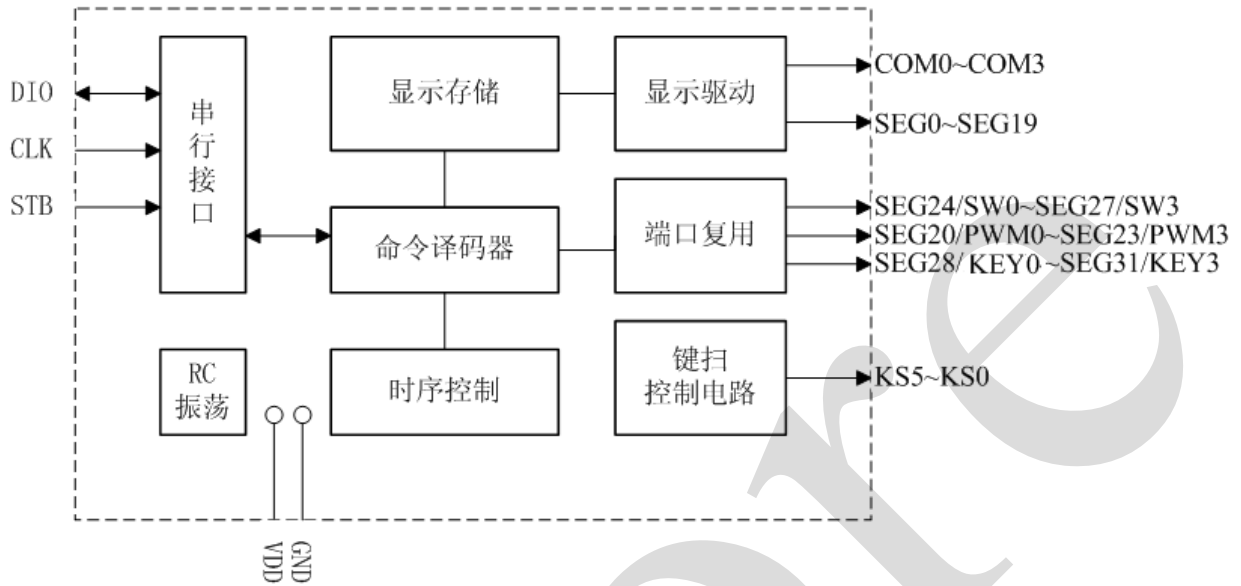 DIO
CLK
STB
串
行
接
口
显示存储
显示驱动
COM0~COM3
SEG0~SEG19
命令译码器
端口复用
SEG24/SW0~SEG27/SW3
SEG20/PWM0~SEG23/PWM3
SEG28/KEY0~SEG31/KEY3
RC
振荡
时序控制
键扫
控制电路
KS5~KS0
VDD
GND
ore